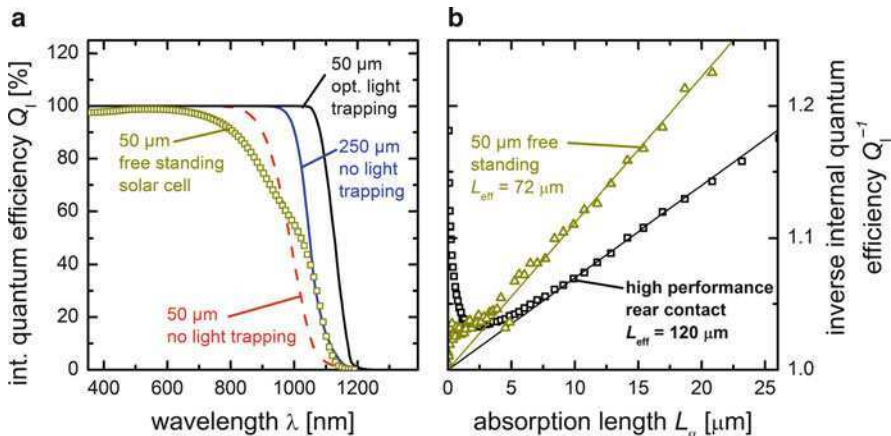 a
int. quantum efficiency Q_I [%]
120
100
80
60
40
20
0
50 µm
opt. light
trapping
50 µm
free standing
solar cell
250 µm
no light
trapping
50 µm
no light trapping
400 600 800 1000 1200
wavelength λ [nm]
b
50 µm free
standing
L_eff = 72 µm
high performance
rear contact
L_eff = 120 µm
0 5 10 15 20 25
absorption length L_α [µm]
1.2
1.1
1.0
inverse internal quantum
efficiency Q_I^-1